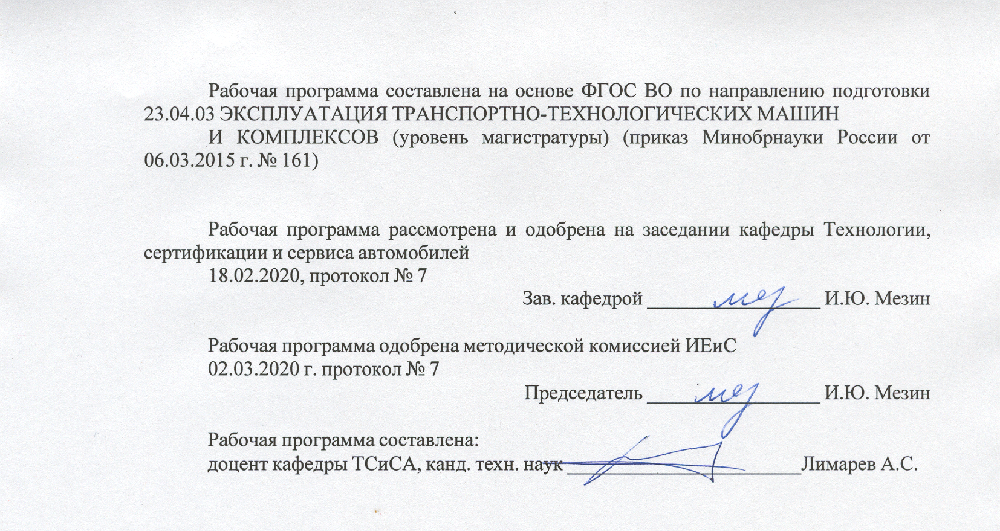 Рабочая программа составлена на основе ФГОС ВО по направлению подготовки
23.04.03 ЭКСПЛУАТАЦИЯ ТРАНСПОРТНО-ТЕХНОЛОГИЧЕСКИХ МАШИН
И КОМПЛЕКСОВ (уровень магистратуры) (приказ Минобрнауки России от
06.03.2015 г. № 161)
Рабочая программа рассмотрена и одобрена на заседании кафедры Технологии,
сертификации и сервиса автомобилей
18.02.2020, протокол № 7
Зав. кафедрой ________________ И.Ю. Мезин
Рабочая программа одобрена методической комиссией ИЕиС
02.03.2020 г. протокол № 7
Председатель ________________ И.Ю. Мезин
Рабочая программа составлена:
доцент кафедры ТСиСА, канд. техн. наук ______________________Лимарев А.С.